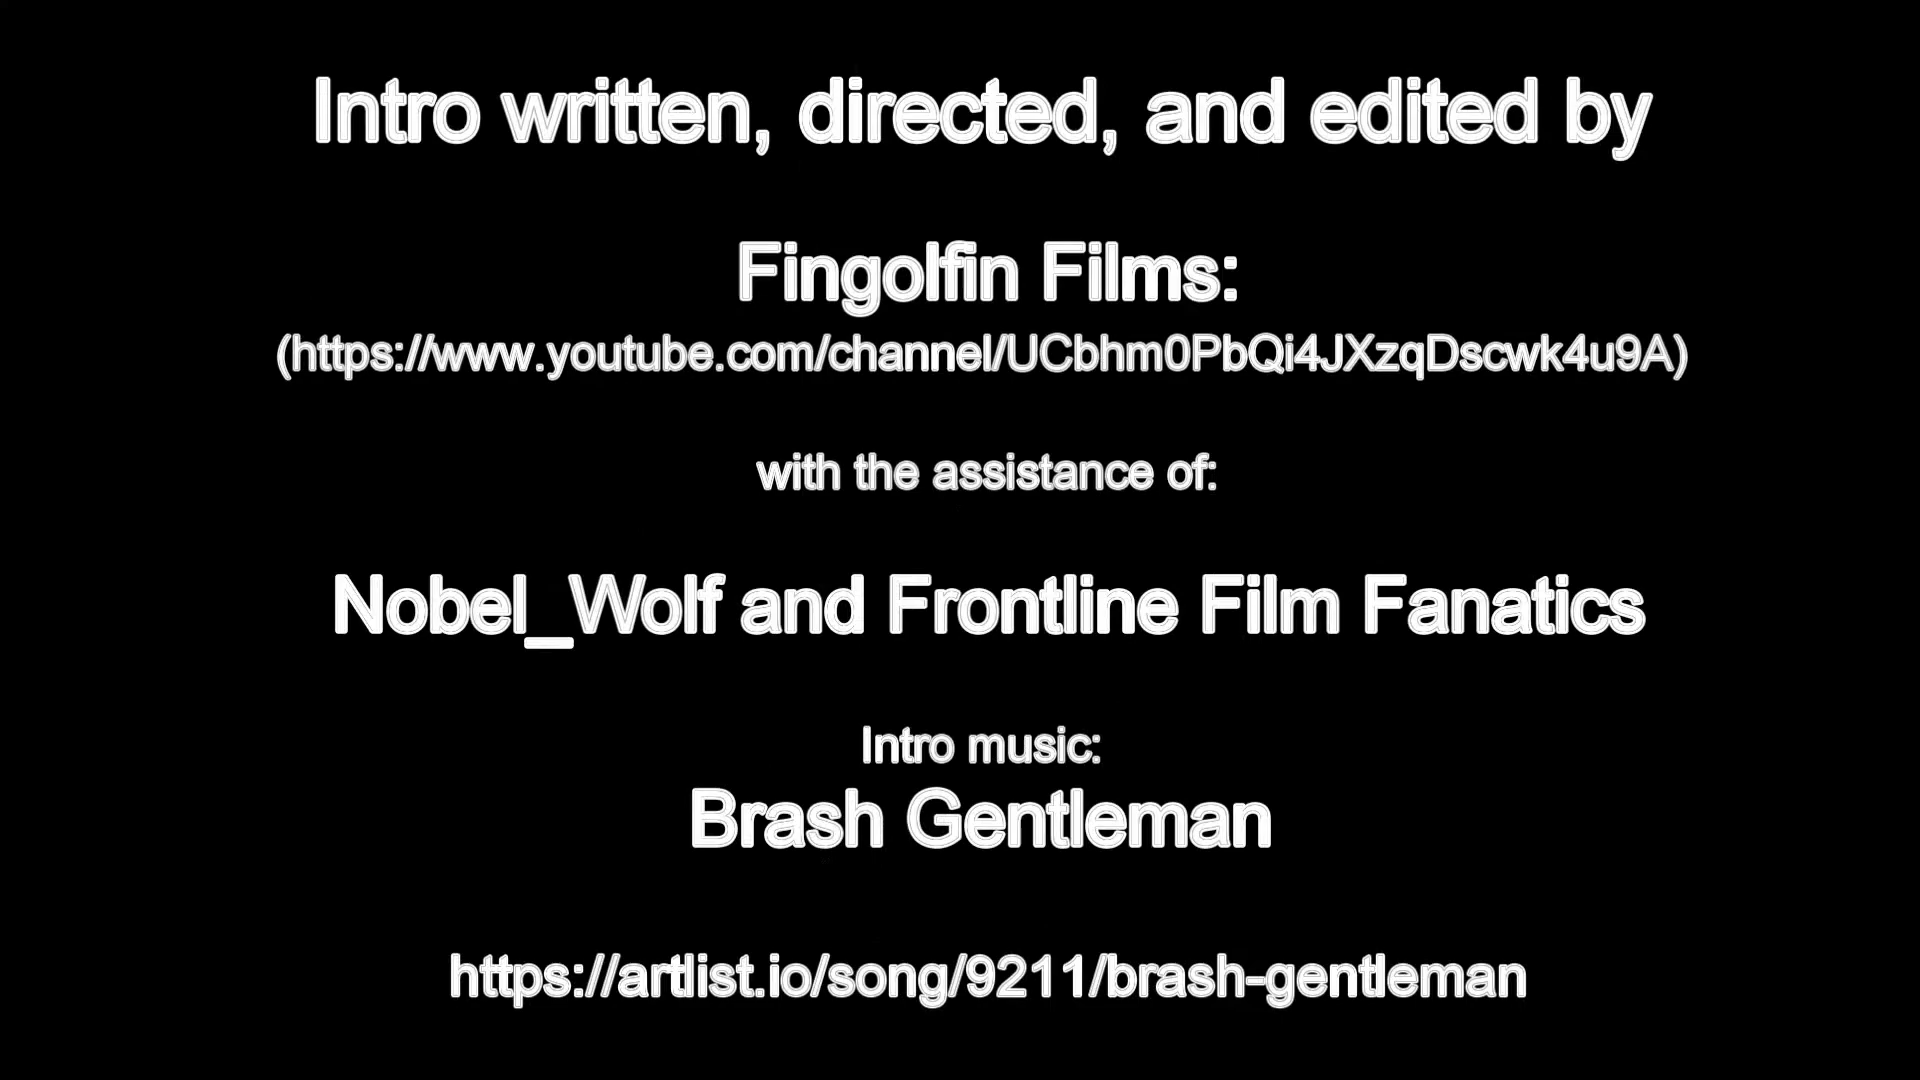 Intro written, directed, and edited by
Fingolfin Films:
(https://www.youtube.com/channel/UCbhm0PbQi4JXzqDscwk4u9A)
with the assistance of:
Nobel_Wolf and Frontline Film Fanatics
Intro music:
Brash Gentleman
https://artlist.io/song/9211/brash-gentleman